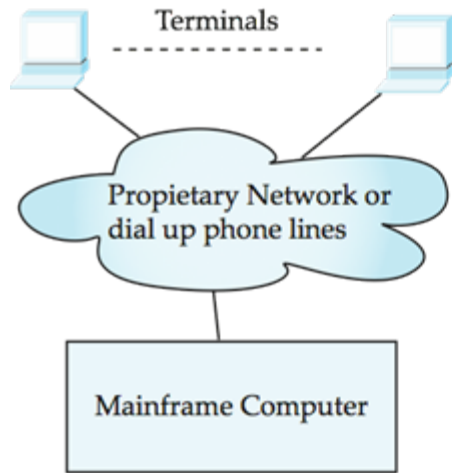 Terminals
Propietary Network or
dial up phone lines
Mainframe Computer